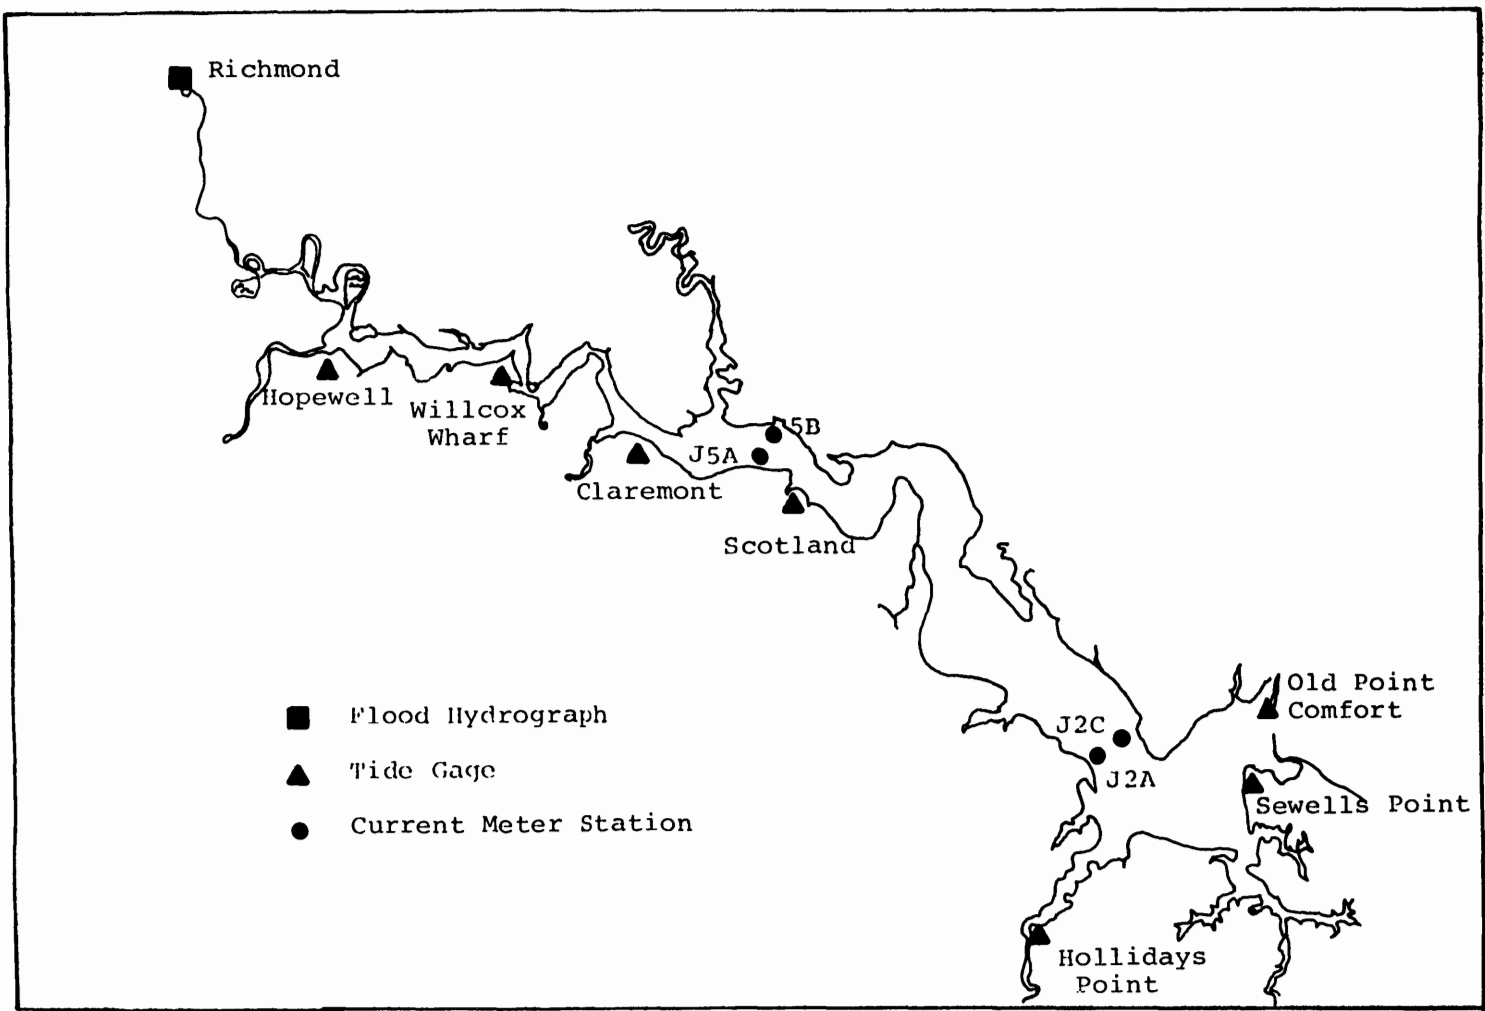 Richmond
Hopewell
Willcox
Wharf
J5B
J5A
Claremont
Scotland
Old Point
Comfort
Flood Hydrograph
J2C
Tide Gage
J2A
Sewells Point
Current Meter Station
Hollidays
Point